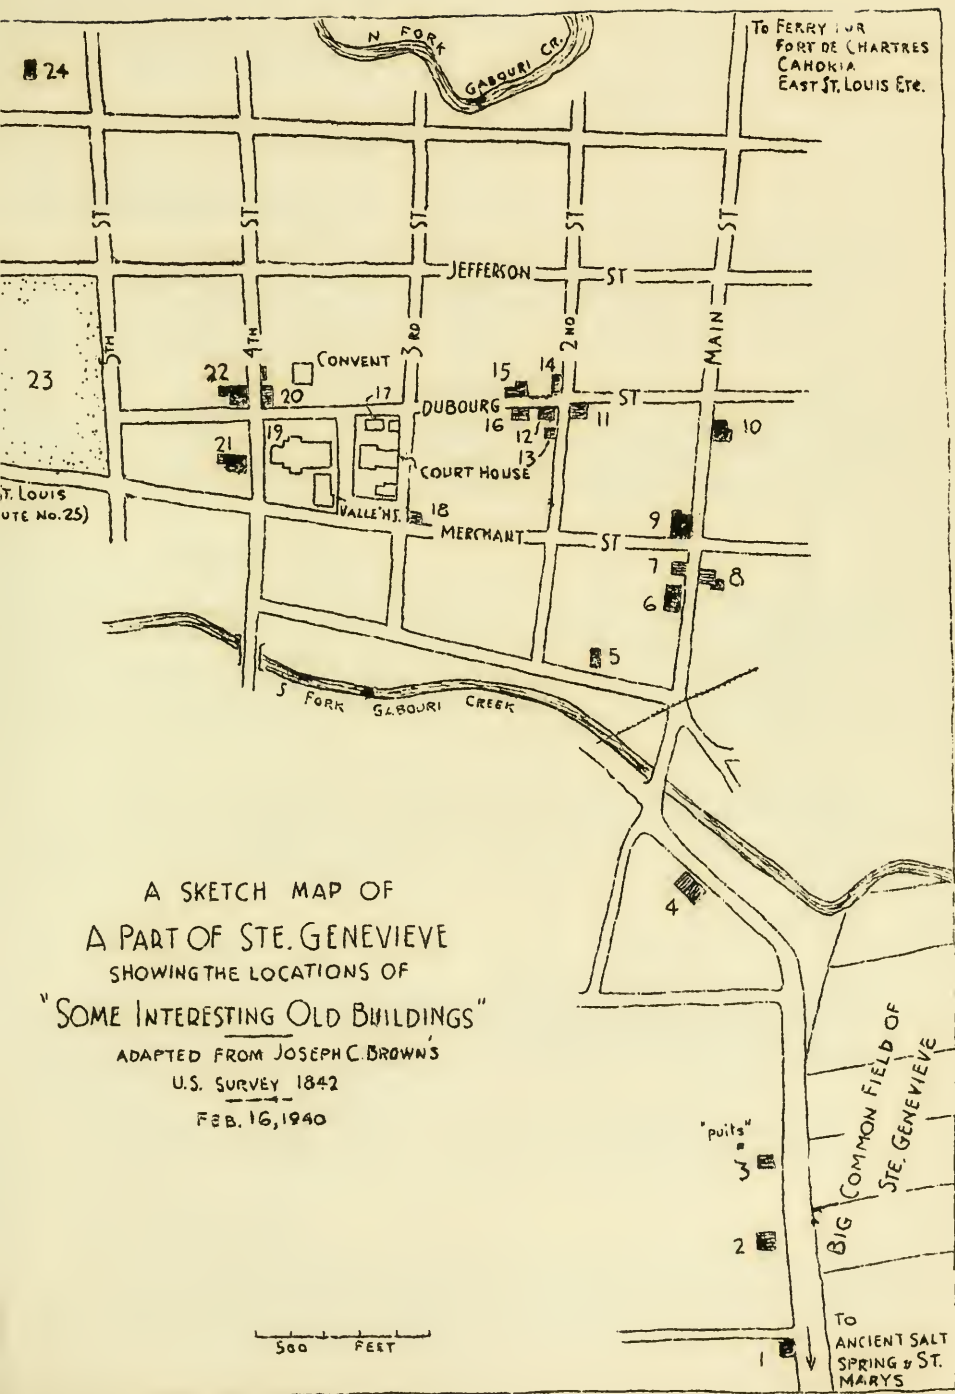 N FORK
GABOURI CR.
TO FERRY FOR
FORT DE CHARTRES
CAHOKIA
EAST ST. LOUIS ETC.
24
ST
ST
ST
ST
ST
JEFFERSON ST
5TH
4TH
3RD
2ND
MAIN
23
22
CONVENT
20
17
15
14
DUBOURG ST
16
12
11
13
10
21
19
COURT HOUSE
T. LOUIS
UTE NO. 25)
VALLE' HS.
18
MERCHANT ST
9
7
8
6
5
S FORK GABOURI CREEK
4
A SKETCH MAP OF
A PART OF STE. GENEVIEVE
SHOWING THE LOCATIONS OF
"SOME INTERESTING OLD BUILDINGS"
ADAPTED FROM JOSEPH C. BROWN'S
U.S. SURVEY 1842
FEB. 16, 1940
"puits"
3
2
BIG COMMON FIELD OF
STE. GENEVIEVE
500 FEET
1
TO
ANCIENT SALT
SPRING & ST.
MARYS